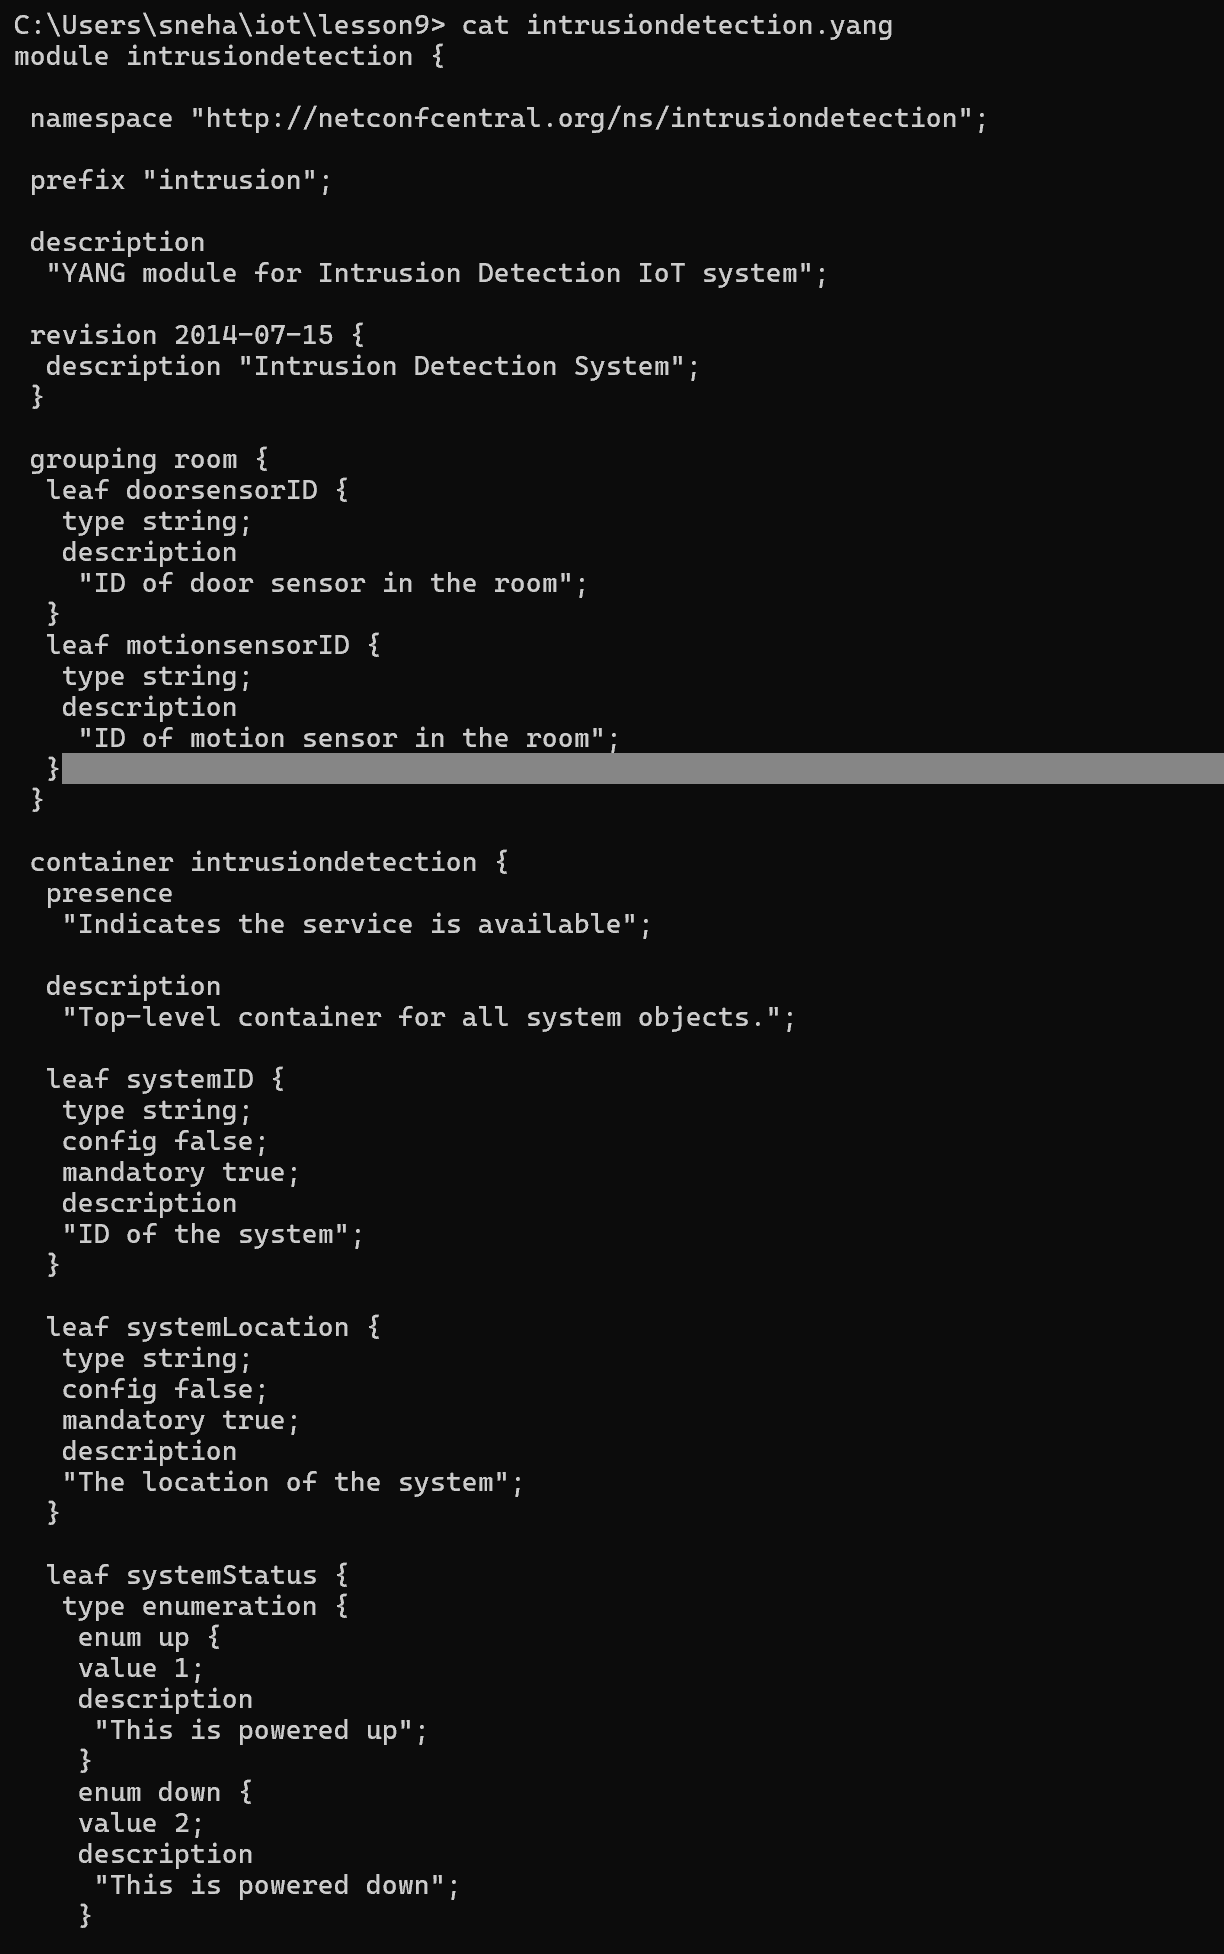 C:\Users\sneha\iot\lesson9> cat intrusiondetection.yang
module intrusiondetection {
namespace "http://netconfcentral.org/ns/intrusiondetection";
prefix "intrusion";
description
"YANG module for Intrusion Detection IoT system";
revision 2014-07-15 {
description "Intrusion Detection System";
}
grouping room {
leaf doorsensorID {
type string;
description
"ID of door sensor in the room";
}
leaf motionsensorID {
type string;
description
"ID of motion sensor in the room";
}
}
container intrusiondetection {
presence
"Indicates the service is available";
description
"Top-level container for all system objects.";
leaf systemID {
type string;
config false;
mandatory true;
description
"ID of the system";
}
leaf systemLocation {
type string;
config false;
mandatory true;
description
"The location of the system";
}
leaf systemStatus {
type enumeration {
enum up {
value 1;
description
"This is powered up";
}
enum down {
value 2;
description
"This is powered down";
}